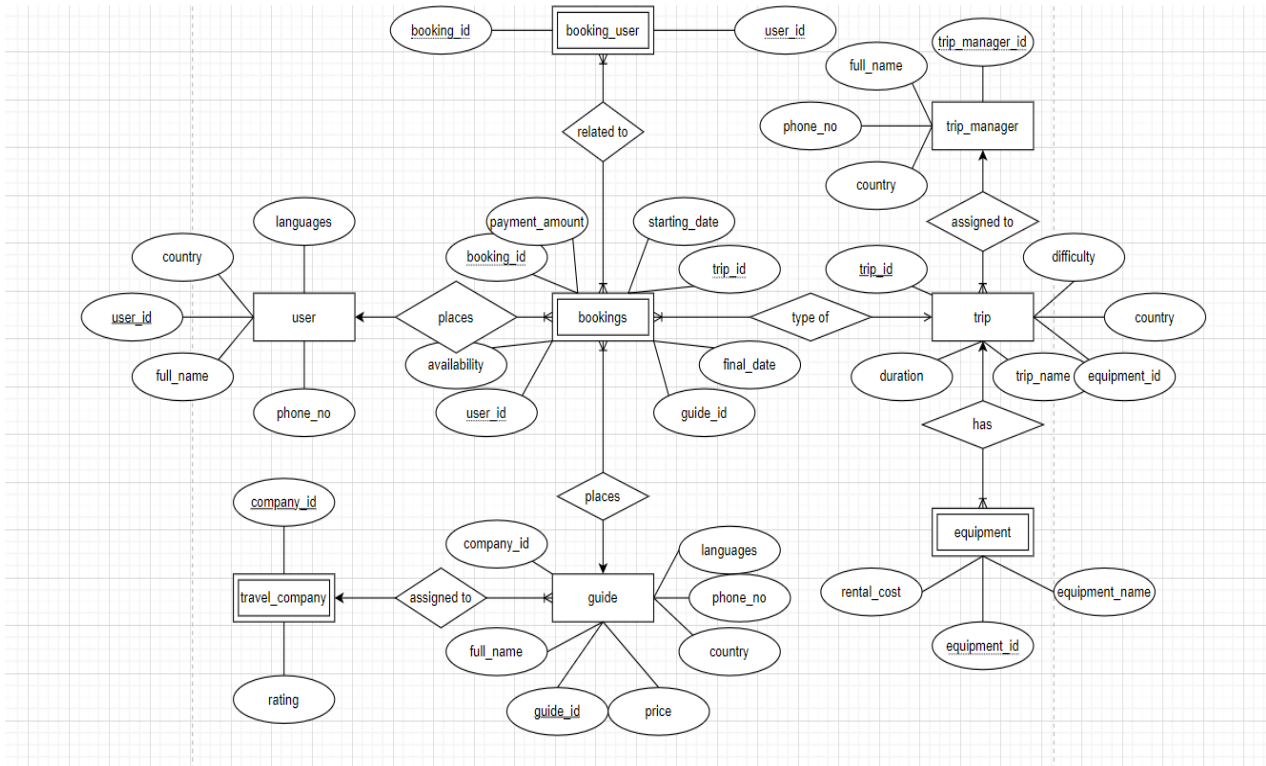 booking_id
booking_user
user_id
trip_manager_id
full_name
related to
phone_no
trip_manager
country
languages
payment_amount
starting_date
assigned to
country
booking_id
trip_id
trip_id
difficulty
user_id
user
places
bookings
type of
trip
country
full_name
availability
final_date
duration
trip_name
equipment_id
phone_no
user_id
guide_id
has
company_id
places
equipment
company_id
languages
travel_company
assigned to
guide
phone_no
rental_cost
equipment_name
full_name
country
equipment_id
rating
guide_id
price